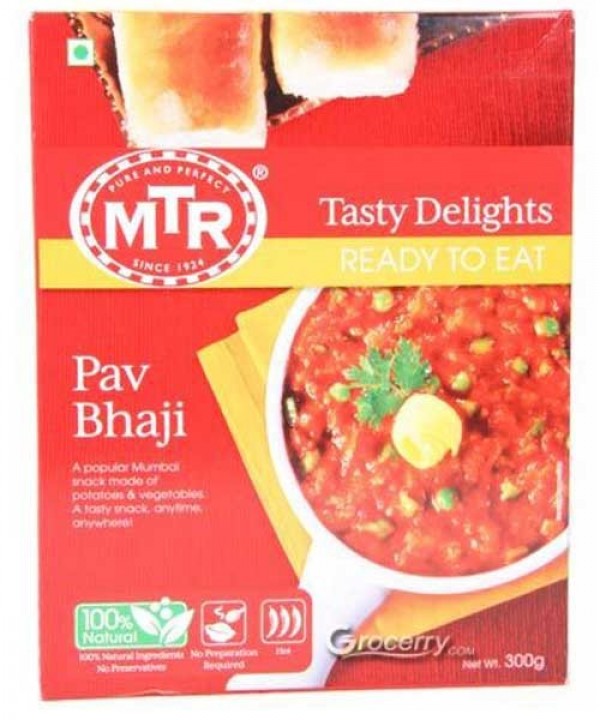 PURE AND PERFECT
®
MTR
SINCE 1924
Tasty Delights
READY TO EAT
Pav
Bhaji
A popular Mumbai
snack made of
potatoes & vegetables.
A tasty snack, anytime,
anywhere!
100%
Natural
100% Natural Ingredients
No Preservatives
No Preparation
Required
Hot
Grocerry.COM
Net Wt. 300g